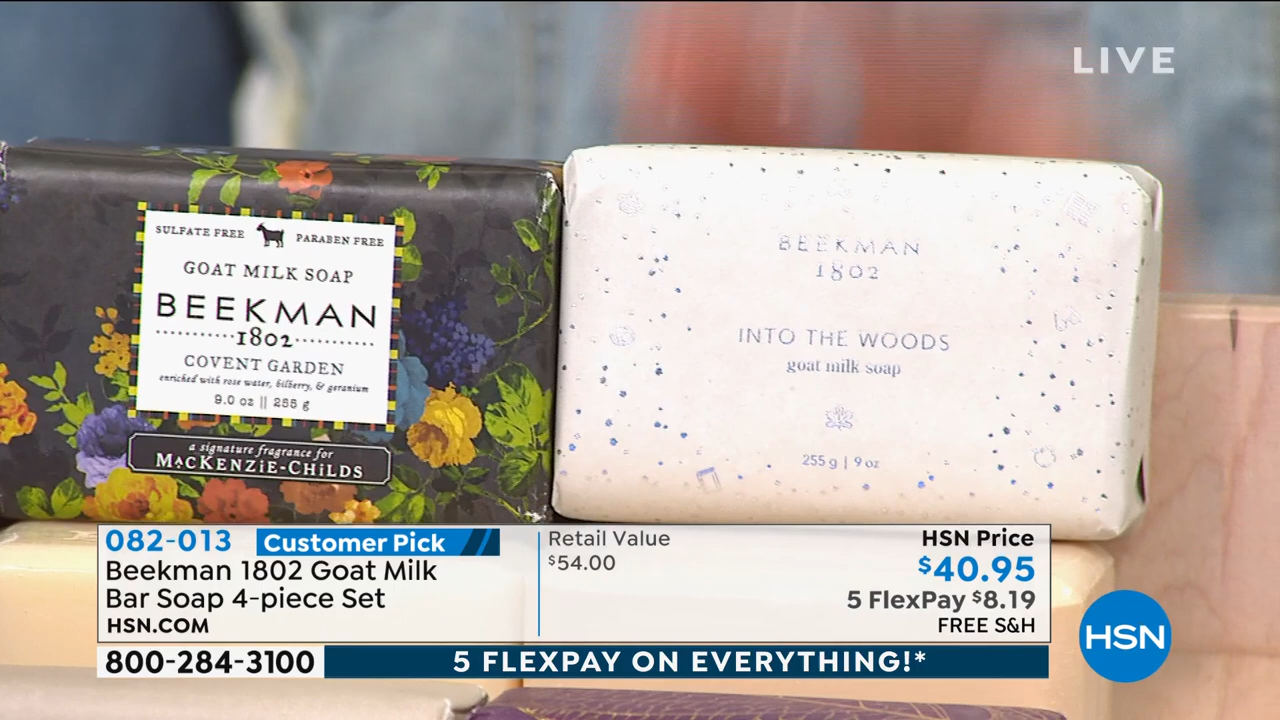 LIVE
SULFATE FREE PARABEN FREE
GOAT MILK SOAP
BEEKMAN
1802
COVENT GARDEN
enriched with rose water, bilberry, & geranium
9.0 oz || 255 g
a signature fragrance for
MACKENZIE-CHILDS
BEEKMAN
1802
INTO THE WOODS
goat milk soap
255 g | 9 oz
082-013 Customer Pick
Beekman 1802 Goat Milk
Bar Soap 4-piece Set
HSN.COM
Retail Value
$54.00
HSN Price
$40.95
5 FlexPay $8.19
FREE S&H
800-284-3100
5 FLEXPAY ON EVERYTHING!*
HSN